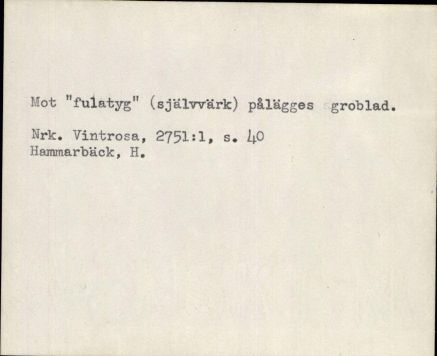 Mot "fulatyg" (självvärk) pålägges groblad.
Nrk. Vintrosa, 2751:1, s. 40
Hammarbäck, H.